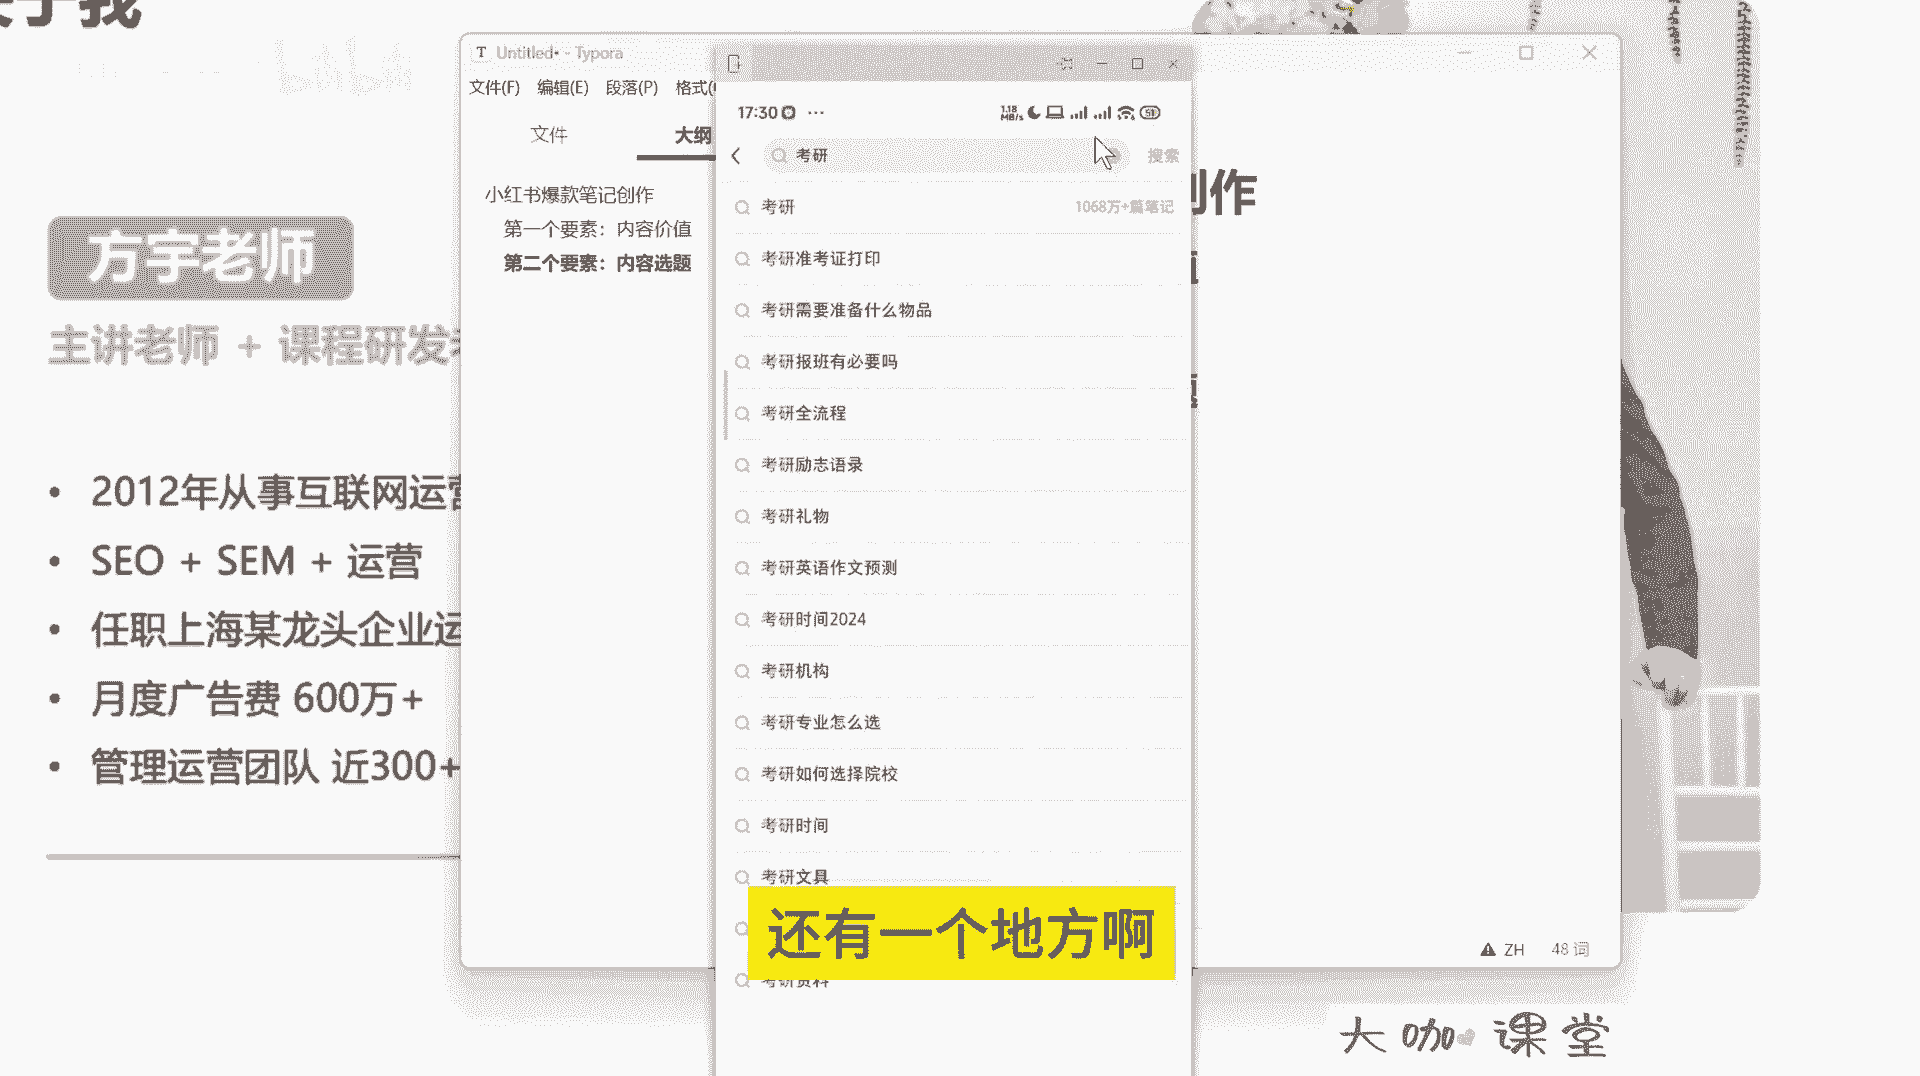 于我
bilibili
方宇老师
主讲老师 + 课程研发
• 2012年从事互联网运营
• SEO + SEM + 运营
• 任职上海某龙头企业运
• 月度广告费 600万+
• 管理运营团队 近300+
Untitled• - Typora
文件(F) 编辑(E) 段落(P) 格式(
文件 大纲
小红书爆款笔记创作
第一个要素：内容价值
第二个要素：内容选题
创作
17:30 ···
1.18 MB/s 51
考研 搜索
考研 1068万+篇笔记
考研准考证打印
考研需要准备什么物品
考研报班有必要吗
考研全流程
考研励志语录
考研礼物
考研英语作文预测
考研时间2024
考研机构
考研专业怎么选
考研如何选择院校
考研时间
考研文具
还有一个地方啊
考研资料
ZH 48 词
大咖课堂